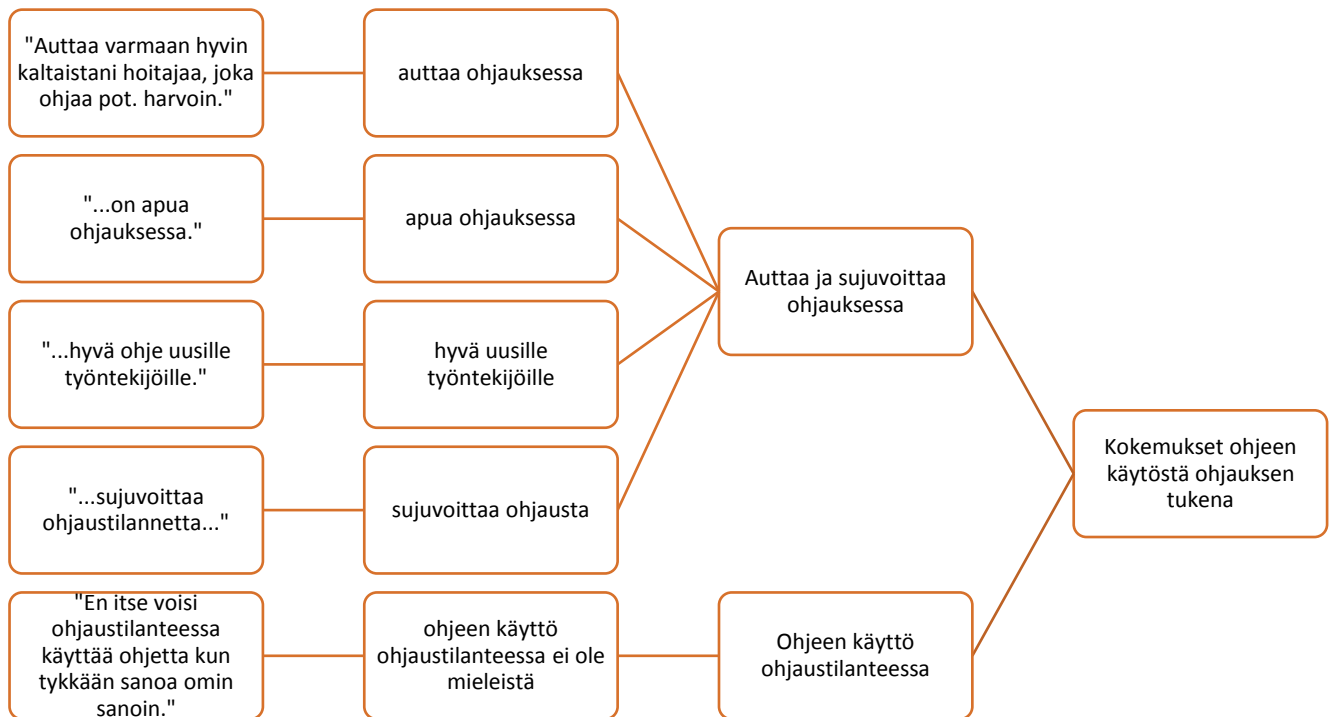 "Auttaa varmaan hyvin
kaltaistani hoitajaa, joka
ohjaa pot. harvoin."
auttaa ohjauksessa
"...on apua
ohjauksessa."
apua ohjauksessa
"...hyvä ohje uusille
työntekijöille."
hyvä uusille
työntekijöille
"...sujuvoittaa
ohjaustilannetta..."
sujuvoittaa ohjausta
"En itse voisi
ohjaustilanteessa
käyttää ohjetta kun
tykkään sanoa omin
sanoin."
ohjeen käyttö
ohjaustilanteessa ei ole
mieleistä
Auttaa ja sujuvoittaa
ohjauksessa
Ohjeen käyttö
ohjaustilanteessa
Kokemukset ohjeen
käytöstä ohjauksen
tukena